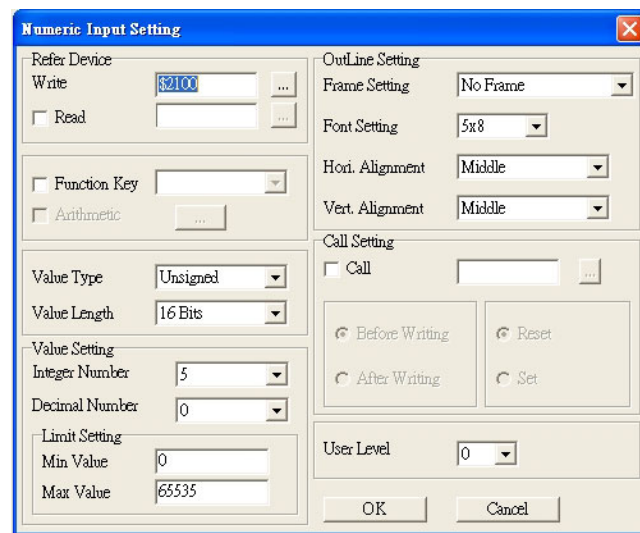 Numeric Input Setting
Refer Device
Write $2100 ...
Read ...
Function Key
Arithmetic ...
Value Type Unsigned
Value Length 16 Bits
Value Setting
Integer Number 5
Decimal Number 0
Limit Setting
Min Value 0
Max Value 65535
OutLine Setting
Frame Setting No Frame
Font Setting 5x8
Hori. Alignment Middle
Vert. Alignment Middle
Call Setting
Call ...
Before Writing Reset
After Writing Set
User Level 0
OK Cancel